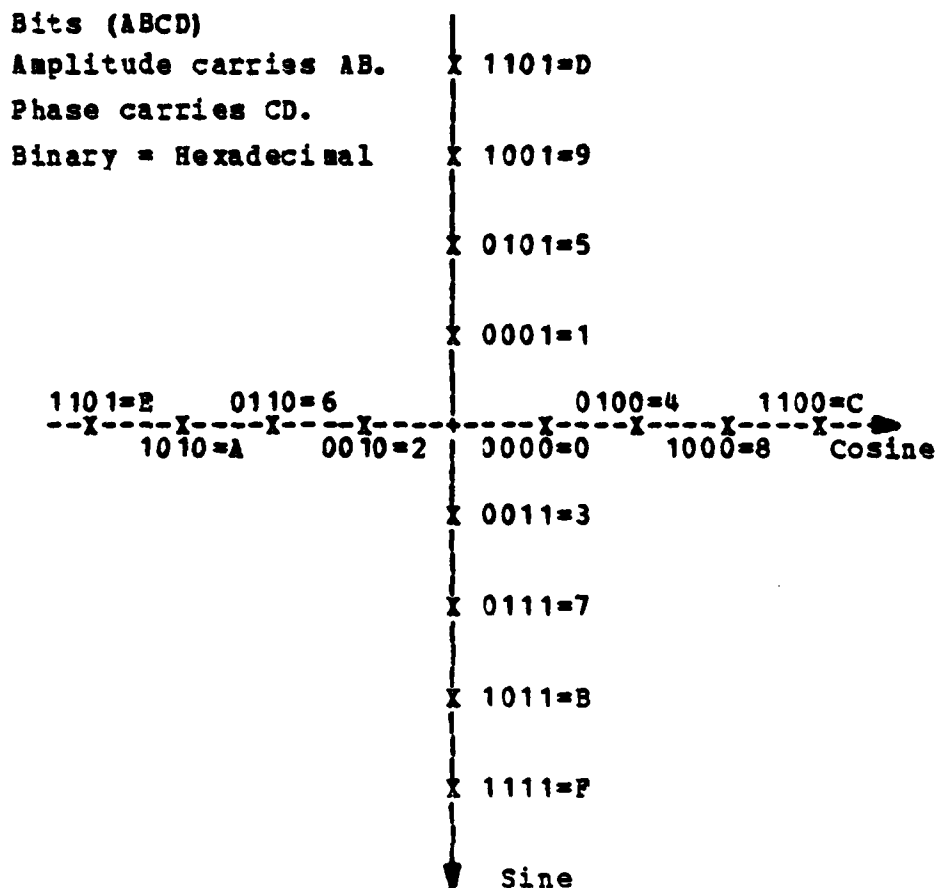 Bits (ABCD)
Amplitude carries AB.
1101=D
Phase carries CD.
Binary = Hexadecimal
1001=9
0101=5
0001=1
1101=E
0110=6
0100=4
1100=C
1010=A
0010=2
0000=0
1000=8
Cosine
0011=3
0111=7
1011=B
1111=F
Sine